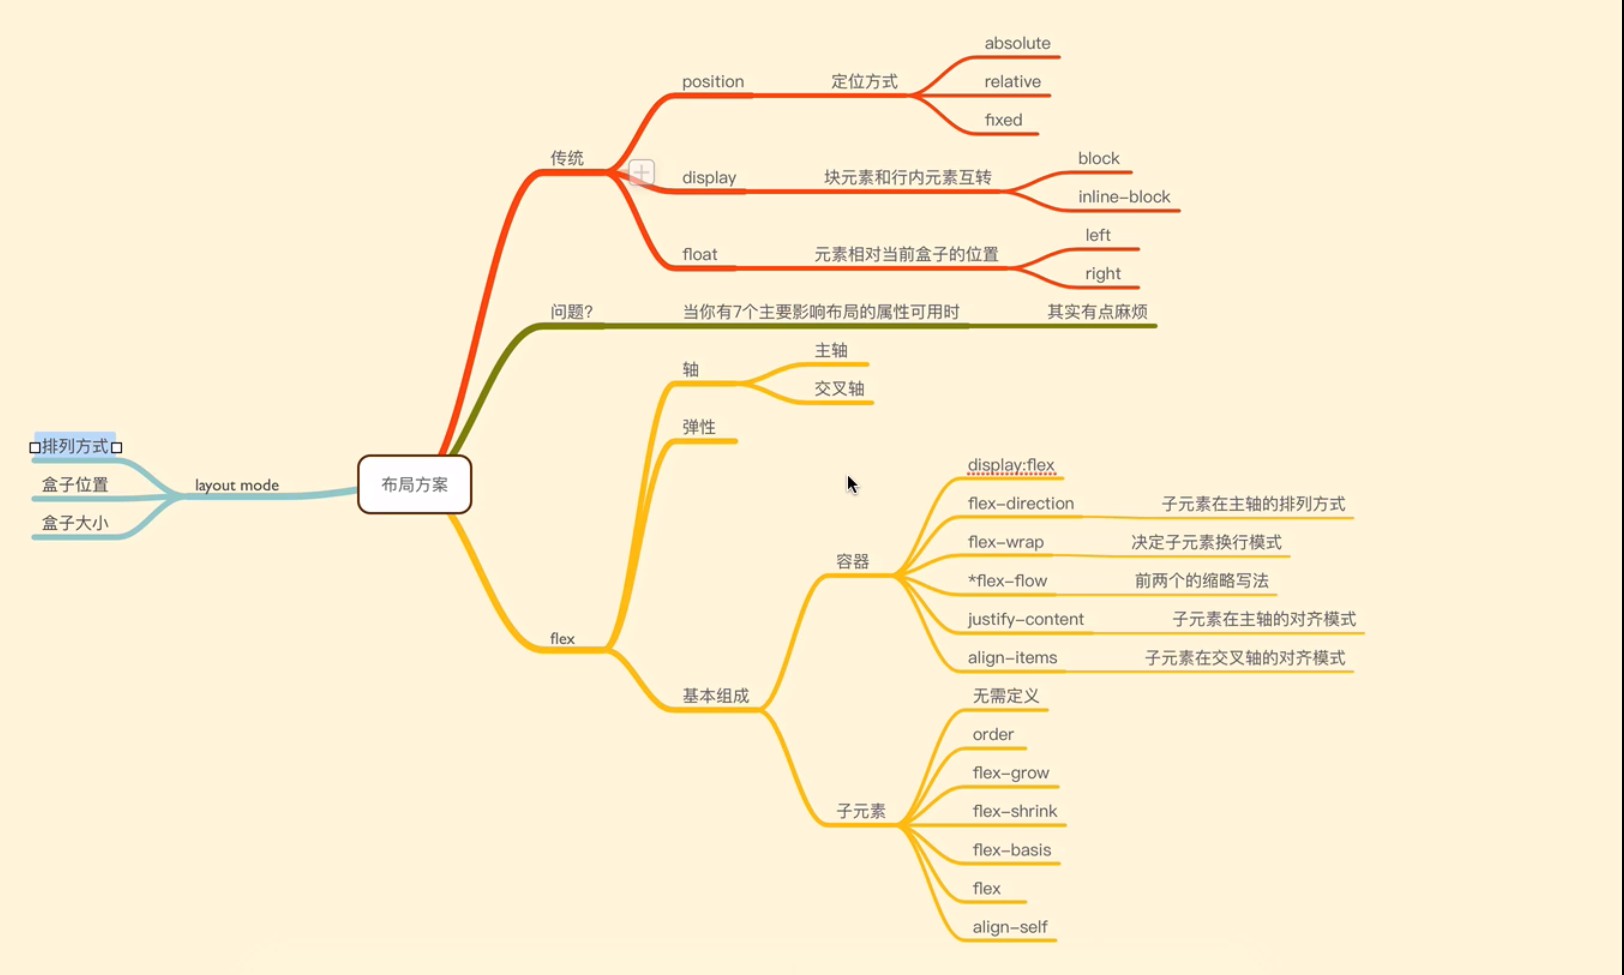 布局方案
layout mode
排列方式
盒子位置
盒子大小
传统
position
定位方式
absolute
relative
fixed
display
块元素和行内元素互转
block
inline-block
float
元素相对当前盒子的位置
left
right
问题?
当你有7个主要影响布局的属性可用时
其实有点麻烦
flex
轴
主轴
交叉轴
弹性
基本组成
容器
display:flex
flex-direction
子元素在主轴的排列方式
flex-wrap
决定子元素换行模式
*flex-flow
前两个的缩略写法
justify-content
子元素在主轴的对齐模式
align-items
子元素在交叉轴的对齐模式
子元素
无需定义
order
flex-grow
flex-shrink
flex-basis
flex
align-self